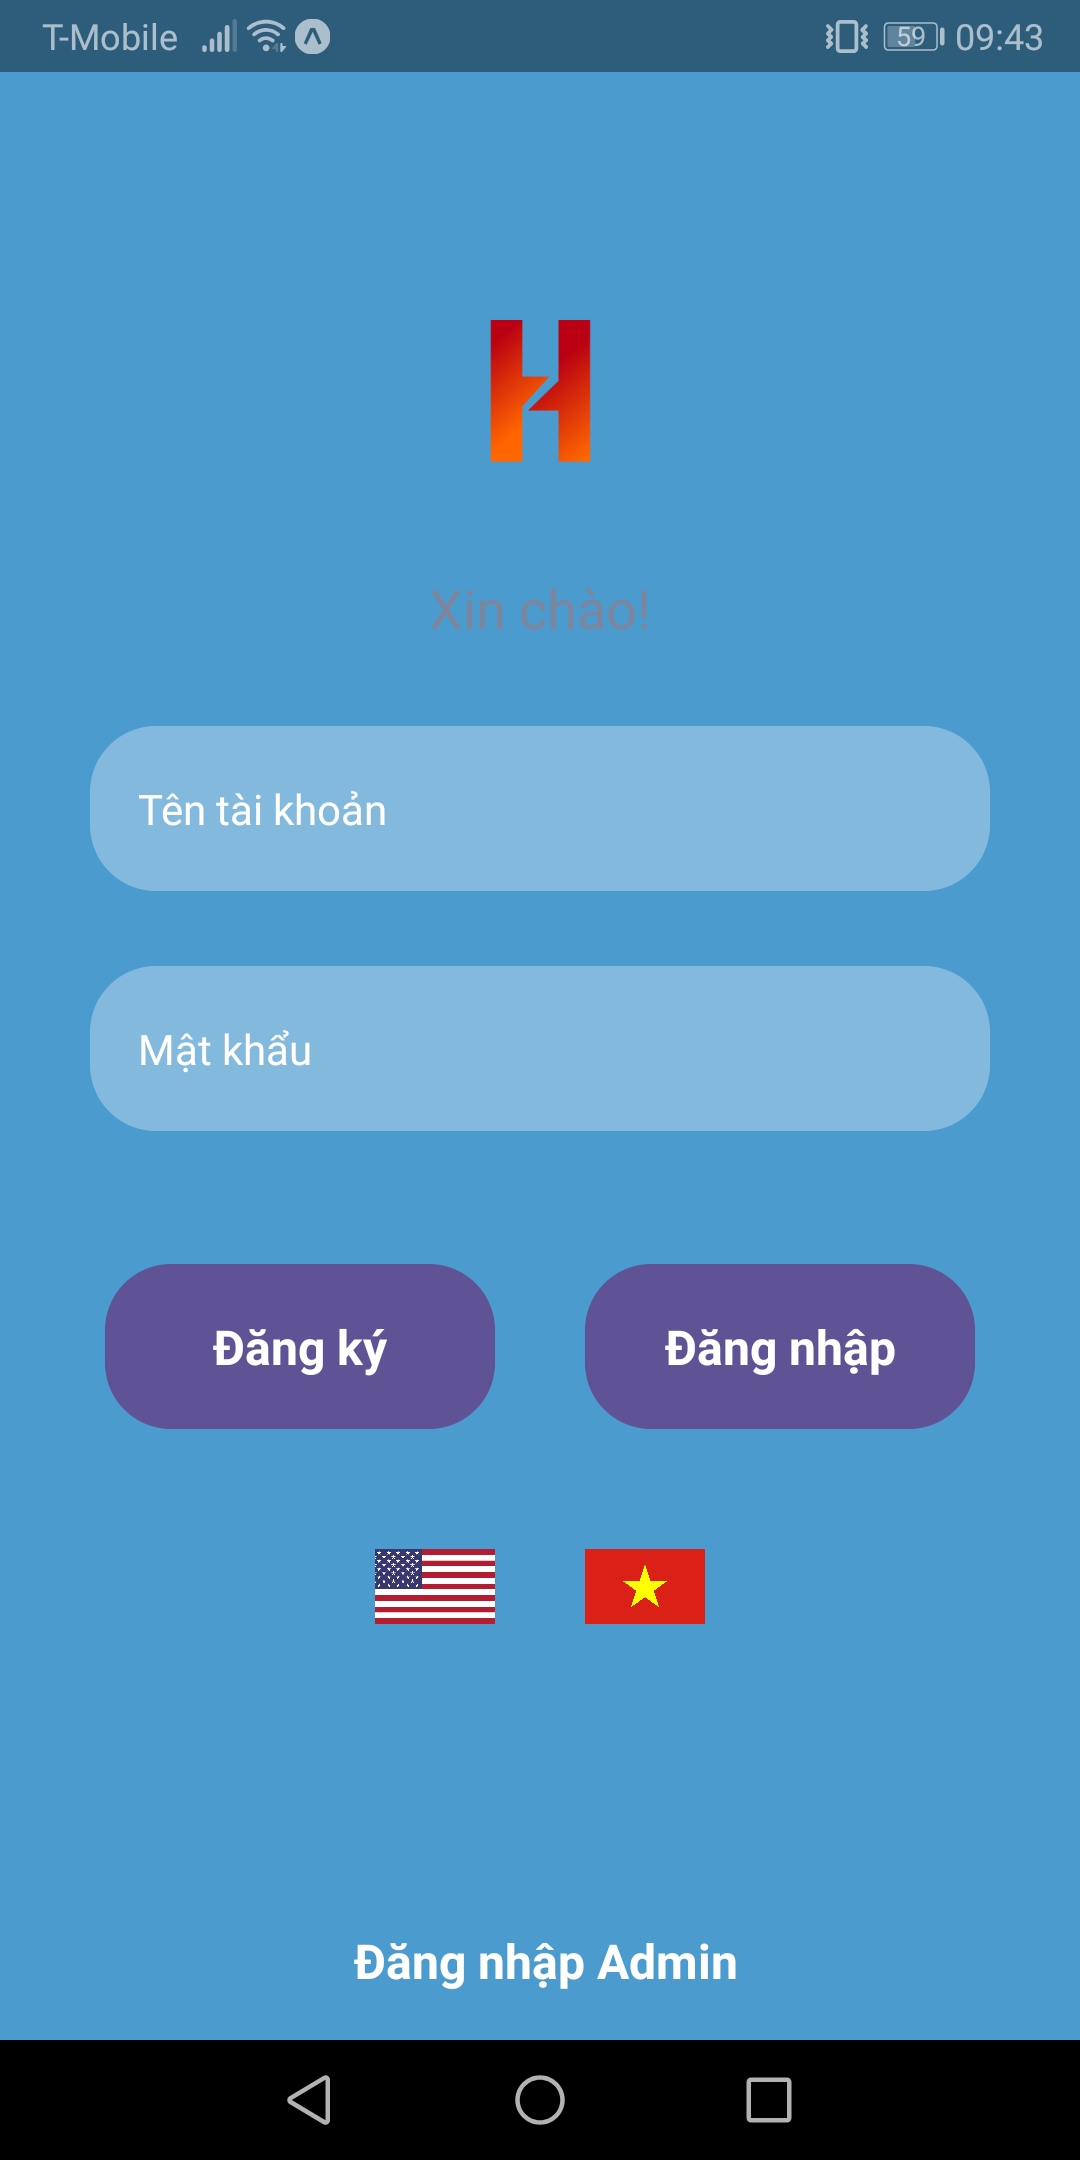 T-Mobile 59 09:43
H
Xin chào!
Tên tài khoản
Mật khẩu
Đăng ký Đăng nhập
Đăng nhập Admin